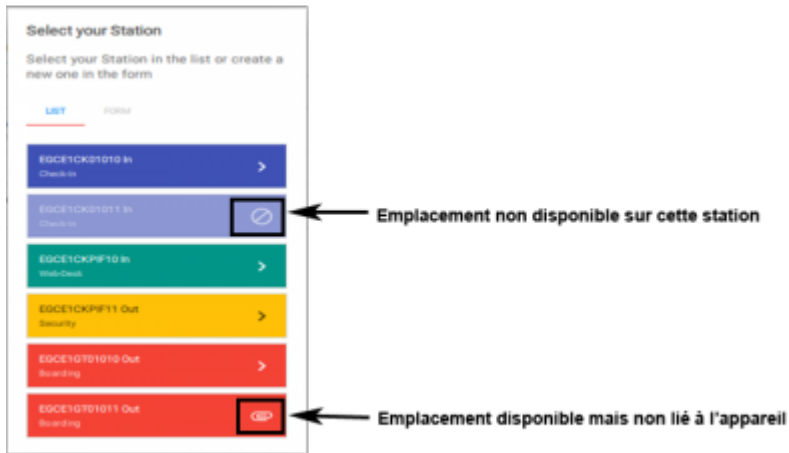 Select your Station
Select your Station in the list or create a
new one in the form
LIST FORM
EGCE1CK01010 In
Check-in
EGCE1CK01011 In
Check-in
Emplacement non disponible sur cette station
EGCE1CKPIF10 In
Web-Desk
EGCE1CKPIF11 Out
Security
EGCE1GT01010 Out
Boarding
EGCE1GT01011 Out
Boarding
Emplacement disponible mais non lié à l'appareil